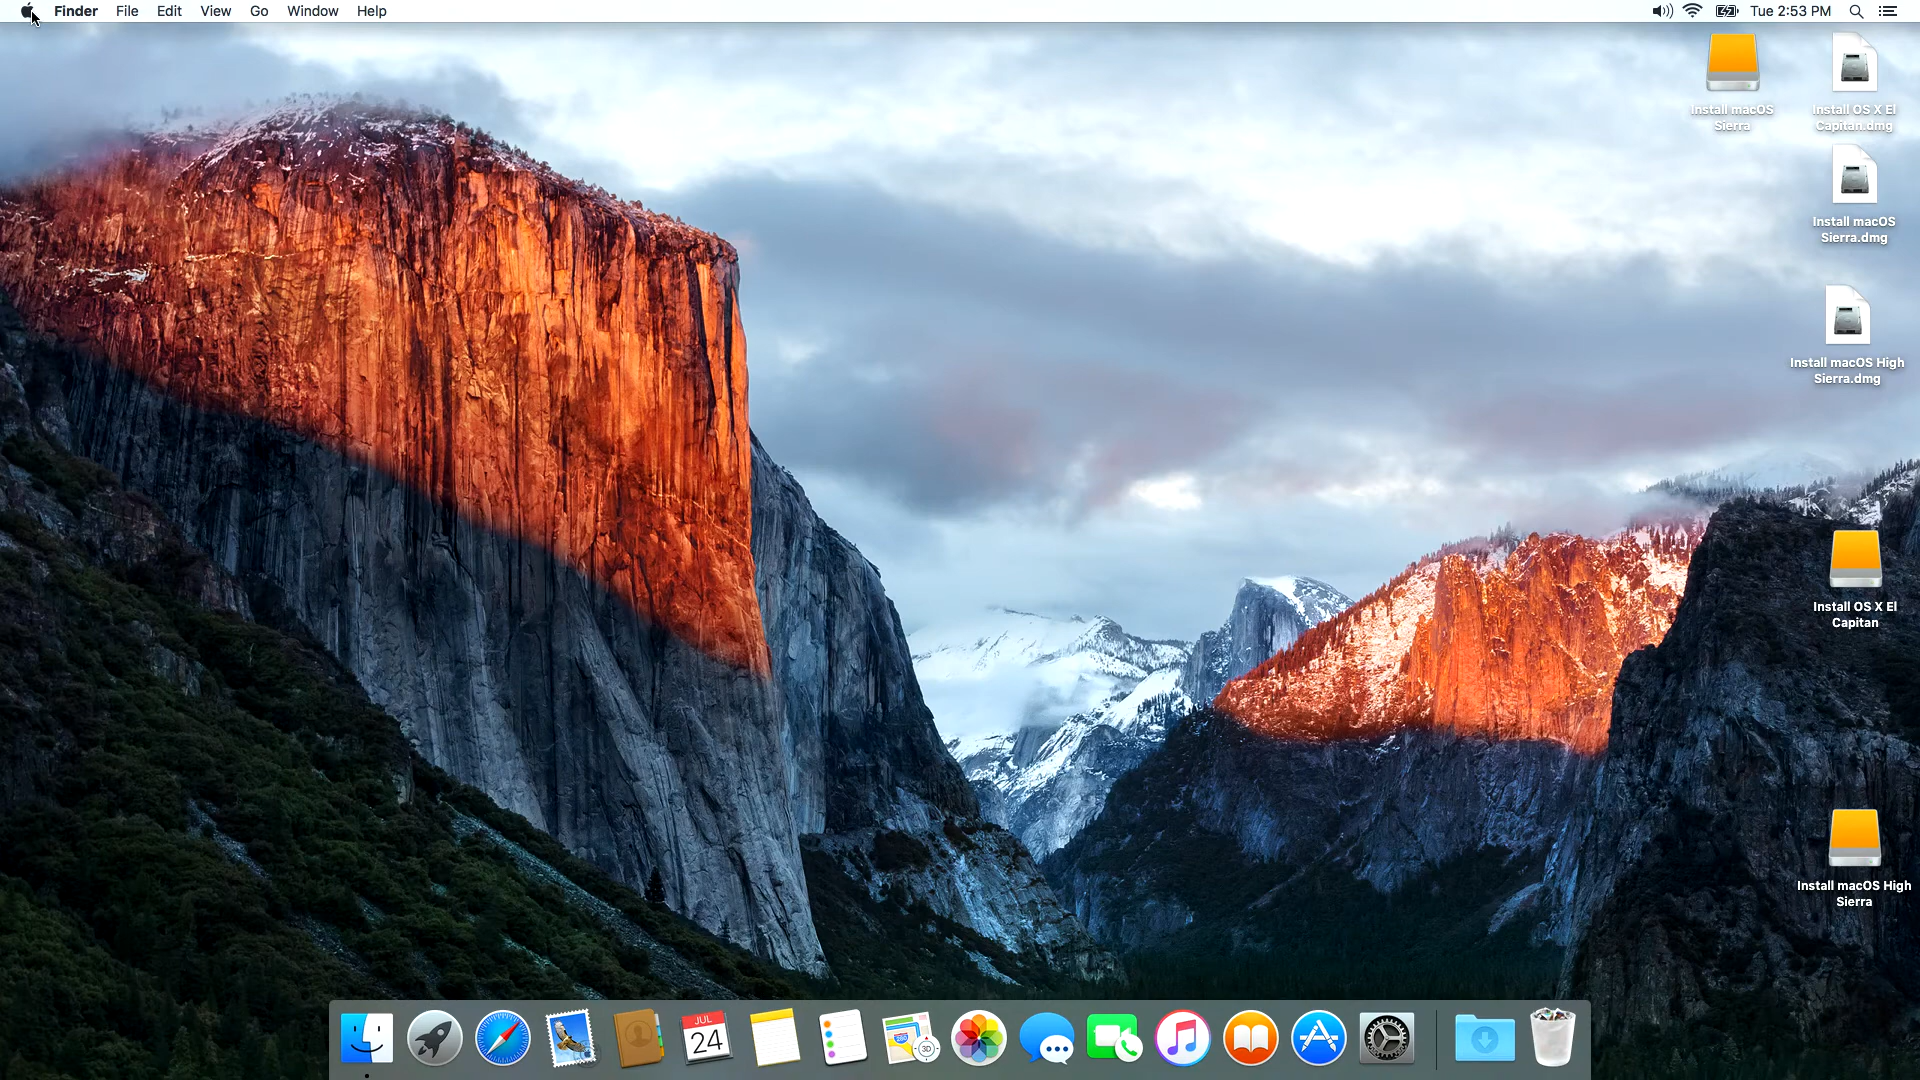 Finder File Edit View Go Window Help
Tue 2:53 PM
Install macOS
Sierra
Install OS X El
Capitan.dmg
Install macOS
Sierra.dmg
Install macOS High
Sierra.dmg
Install OS X El
Capitan
Install macOS High
Sierra
JUL
24
280
3D